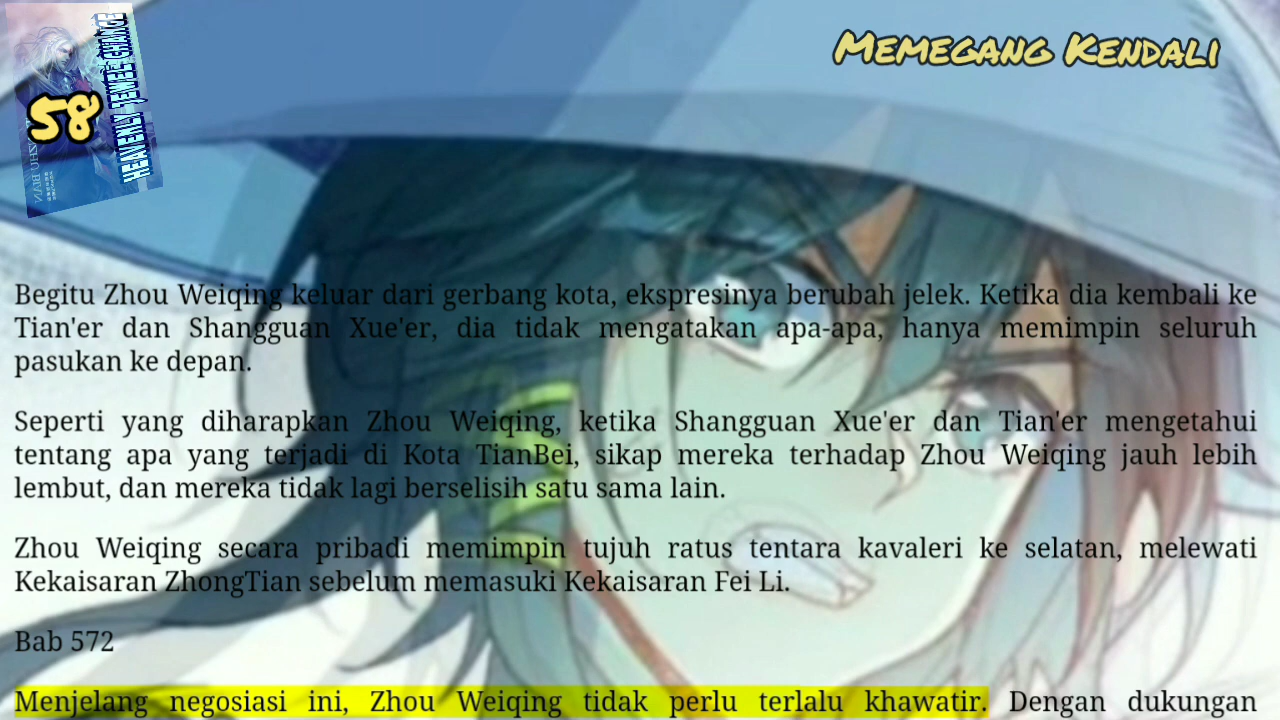 Memegang Kendali
58
HEAVENLY JEWEL CHANGE
Begitu Zhou Weiqing keluar dari gerbang kota, ekspresinya berubah jelek. Ketika dia kembali ke
Tian'er dan Shangguan Xue'er, dia tidak mengatakan apa-apa, hanya memimpin seluruh
pasukan ke depan.
Seperti yang diharapkan Zhou Weiqing, ketika Shangguan Xue'er dan Tian'er mengetahui
tentang apa yang terjadi di Kota TianBei, sikap mereka terhadap Zhou Weiqing jauh lebih
lembut, dan mereka tidak lagi berselisih satu sama lain.
Zhou Weiqing secara pribadi memimpin tujuh ratus tentara kavaleri ke selatan, melewati
Kekaisaran ZhongTian sebelum memasuki Kekaisaran Fei Li.
Bab 572
Menjelang negosiasi ini, Zhou Weiqing tidak perlu terlalu khawatir. Dengan dukungan